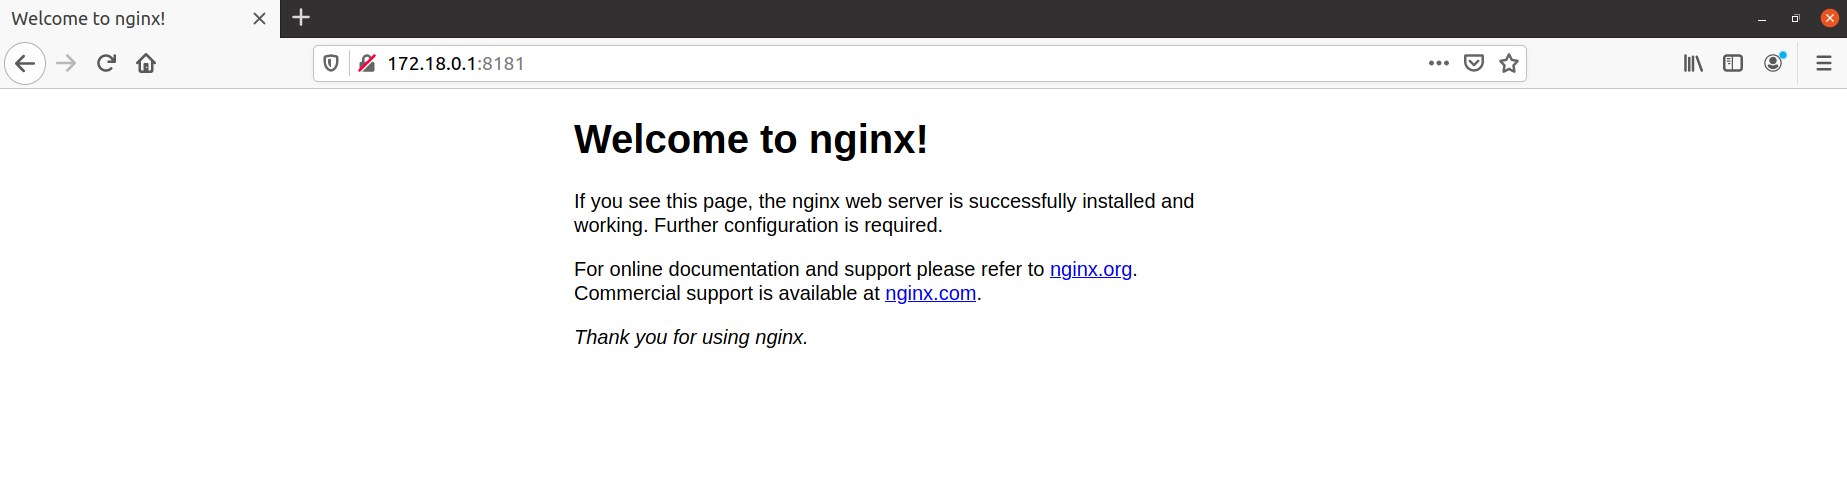 Welcome to nginx!
172.18.0.1:8181
Welcome to nginx!
If you see this page, the nginx web server is successfully installed and
working. Further configuration is required.
For online documentation and support please refer to nginx.org.
Commercial support is available at nginx.com.
Thank you for using nginx.